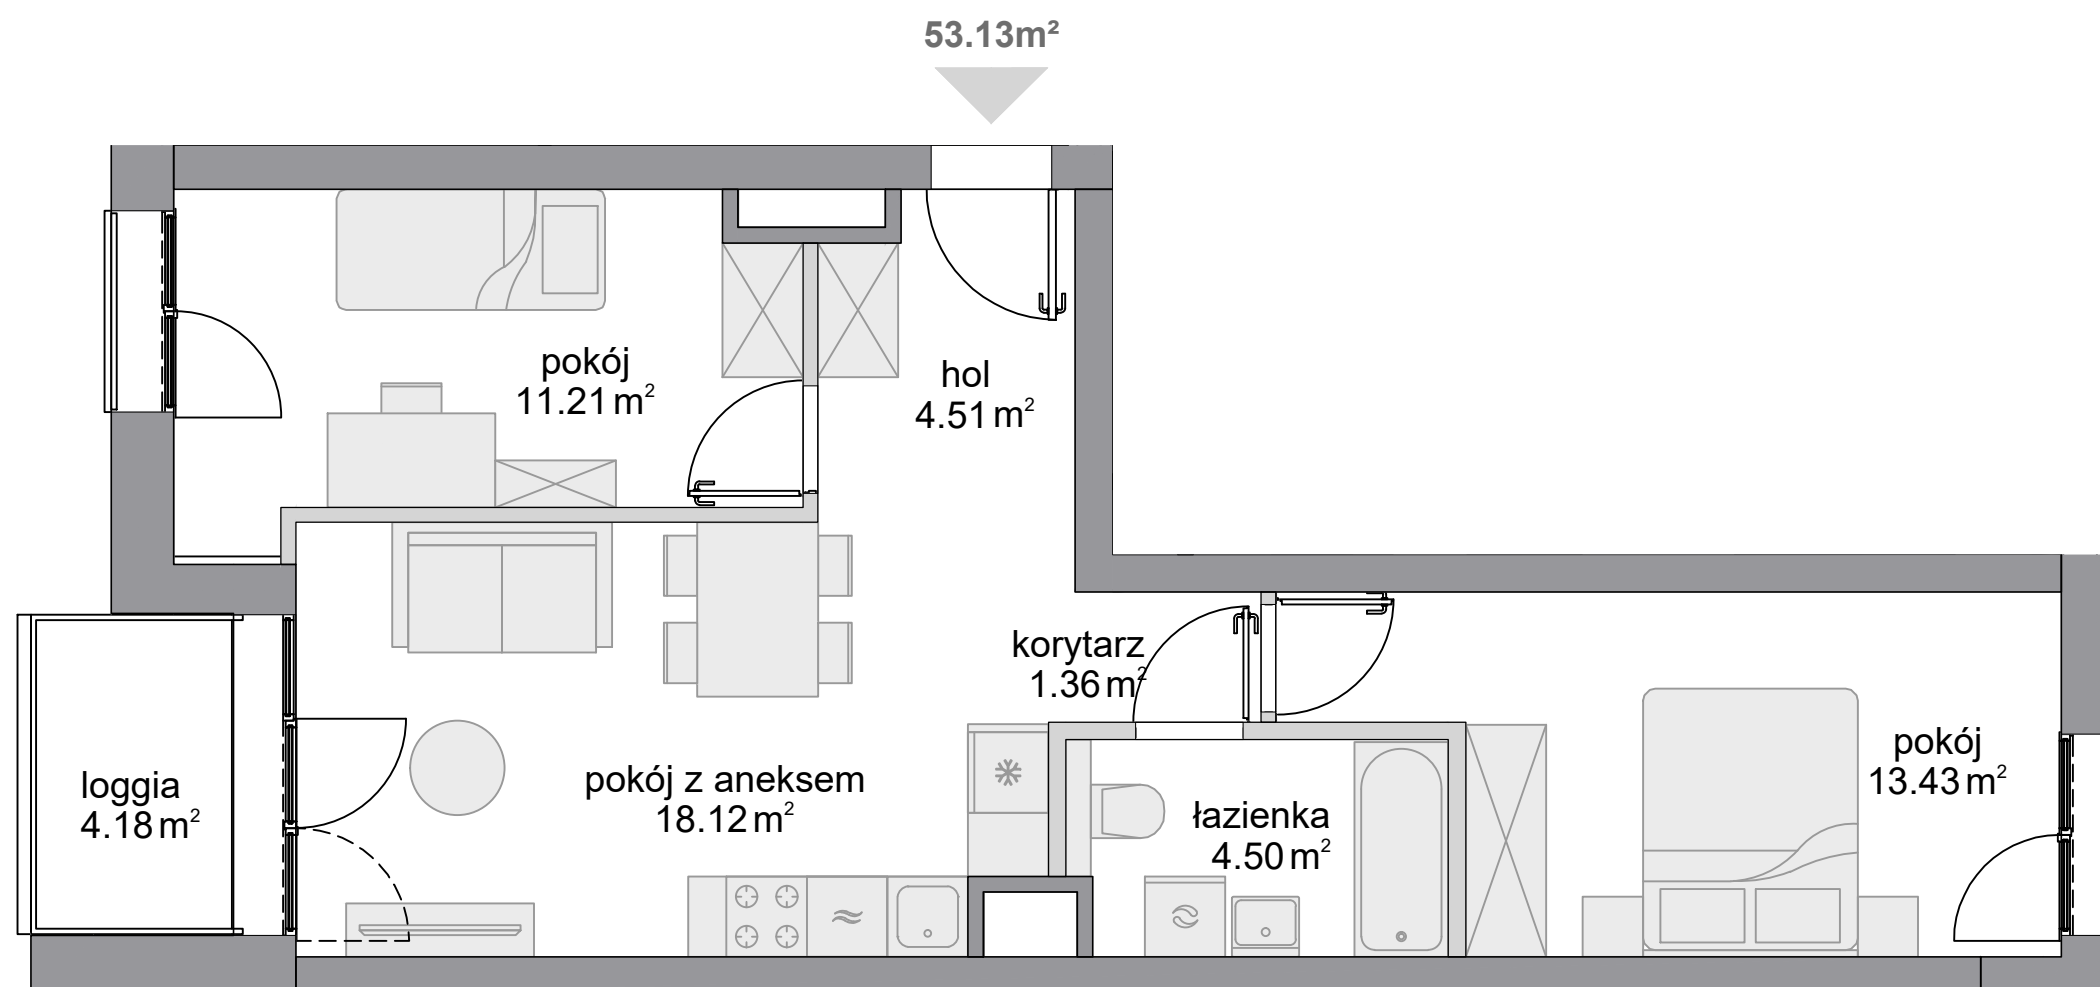 53.13m²
pokój
11.21 m²
hol
4.51 m²
korytarz
1.36 m²
pokój
13.43 m²
loggia
4.18 m²
pokój z aneksem
18.12 m²
łazienka
4.50 m²